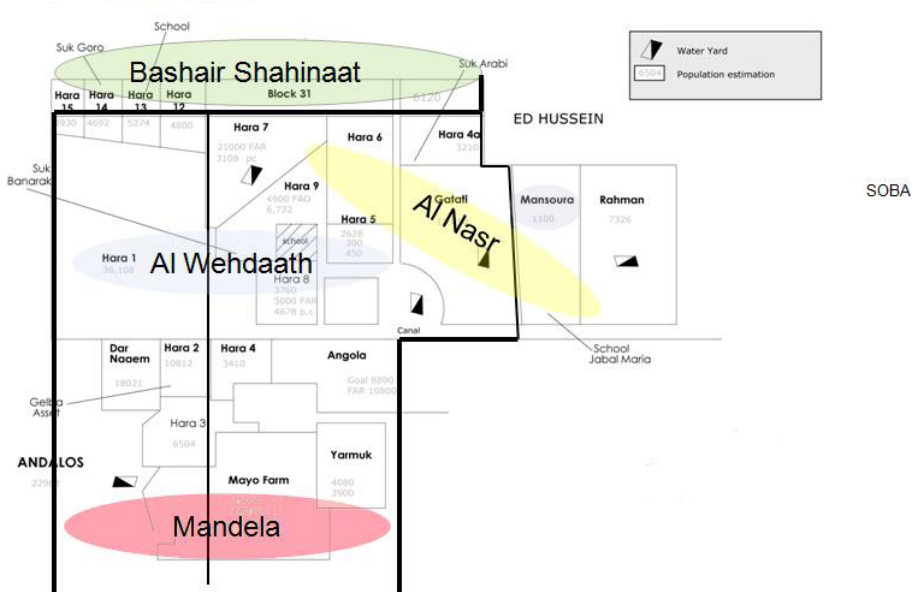 School
Suk Goro
Bashair Shahinaat
Suk Arabi
Block 31
6120
Hara 15
Hara 14
Hara 13
Hara 12
4692
5274
4800
Water Yard
6504
Population estimation
ED HUSSEIN
Hara 7
21000 FAR
3108 pc
Hara 6
Hara 4a
3210
Suk
Banarak
Hara 9
4900 FAO
6,732
Gatati
Al Nasr
Mansoura
1100
Rahman
7326
SOBA
Hara 5
2628
300
450
school
Hara 1
36,108
Al Wehdaath
Hara 8
3760
5000 FAR
4678 p.c
Canal
School
Jabal Maria
Dar
Naaem
18021
Hara 2
10812
Hara 4
3410
Angola
Goal 8890
FAR 10800
Gelba
Asset
Hara 3
6504
ANDALOS
Mayo Farm
Yarmuk
4080
3900
Mandela